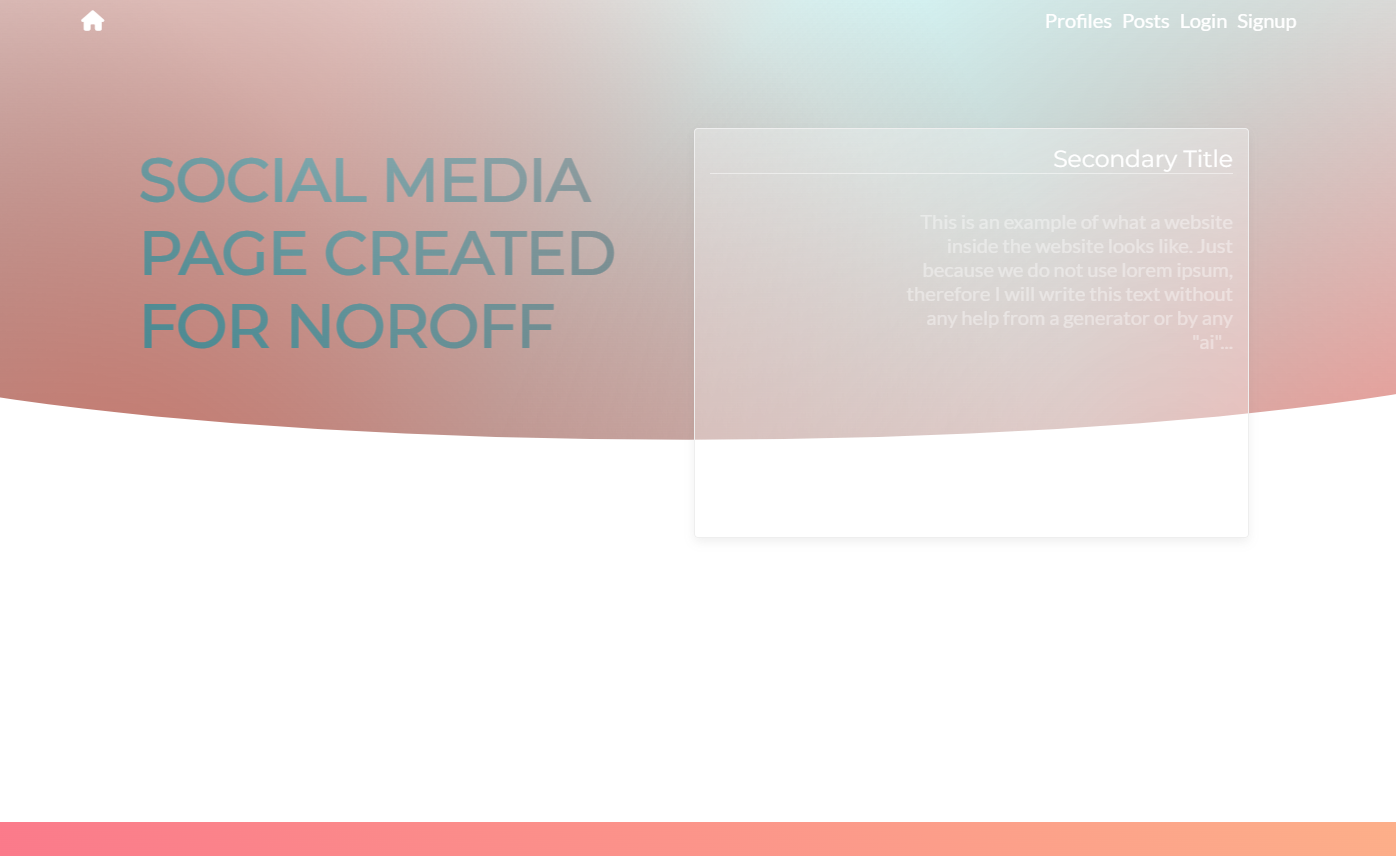 Profiles Posts Login Signup
SOCIAL MEDIA
PAGE CREATED
FOR NOROFF
Secondary Title
This is an example of what a website
inside the website looks like. Just
because we do not use lorem ipsum,
therefore I will write this text without
any help from a generator or by any
"ai"...